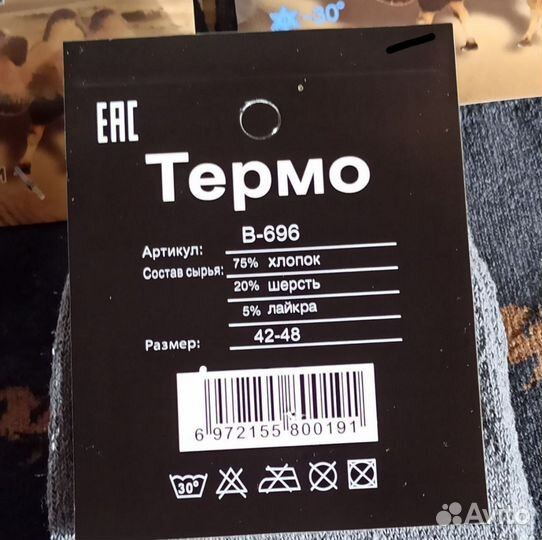 -30°
EAC
Термо
Артикул: B-696
Состав сырья: 75% хлопок
20% шерсть
5% лайкра
Размер: 42-48
6 972155 800191
30°
Avito